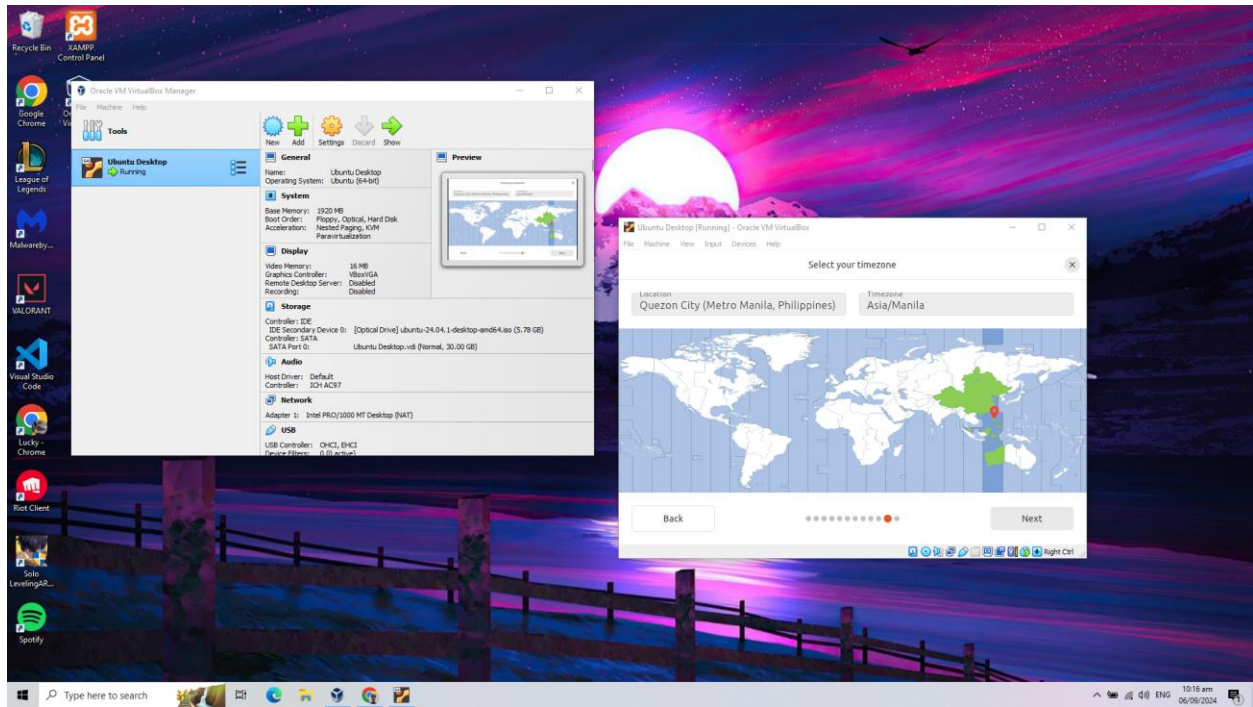 Recycle Bin
XAMPP
Control Panel
Google
Chrome
League of
Legends
Malwareby...
VALORANT
Visual Studio
Code
Lucky -
Chrome
Riot Client
Solo
LevelingAR...
Spotify
Oracle VM VirtualBox Manager
File Machine Help
Tools
New Add Settings Discard Show
Ubuntu Desktop
Running
General
Name: Ubuntu Desktop
Operating System: Ubuntu (64-bit)
System
Base Memory: 1920 MB
Boot Order: Floppy, Optical, Hard Disk
Acceleration: Nested Paging, KVM
Paravirtualization
Display
Video Memory: 16 MB
Graphics Controller: VBoxVGA
Remote Desktop Server: Disabled
Recording: Disabled
Storage
Controller: IDE
IDE Secondary Device 0: [Optical Drive] ubuntu-24.04.1-desktop-amd64.iso (5.78 GB)
Controller: SATA
SATA Port 0: Ubuntu Desktop.vdi (Normal, 30.00 GB)
Audio
Host Driver: Default
Controller: ICH AC97
Network
Adapter 1: Intel PRO/1000 MT Desktop (NAT)
USB
USB Controller: OHCI, EHCI
Device Filters: 0 (0 active)
Preview
Ubuntu Desktop [Running] - Oracle VM VirtualBox
File Machine View Input Devices Help
Select your timezone
Location
Quezon City (Metro Manila, Philippines)
Timezone
Asia/Manila
Back
Next
Right Ctrl
Type here to search
ENG
10:16 am
06/09/2024